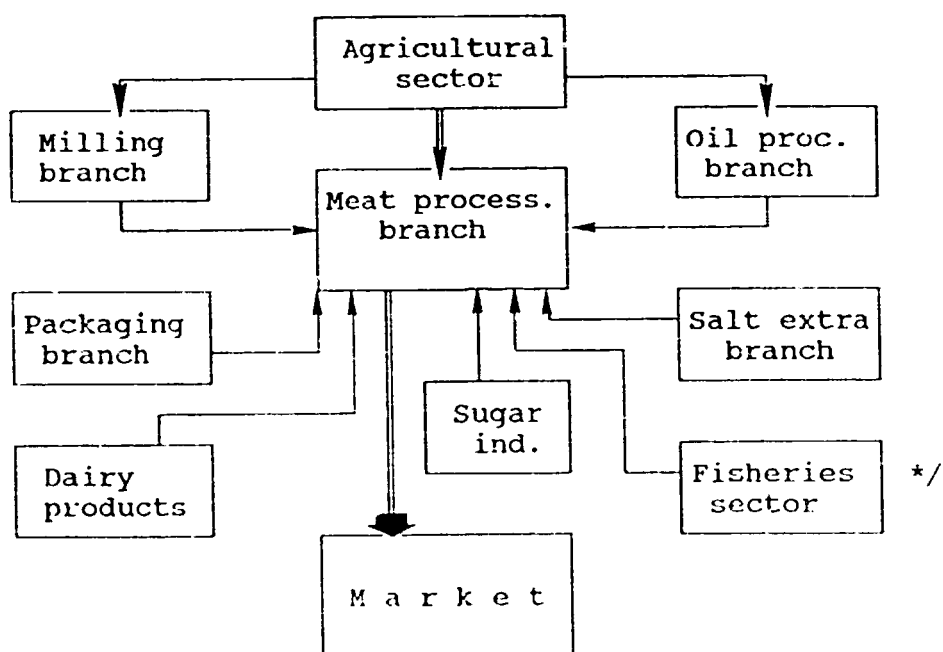 Agricultural
sector
Milling
branch
Oil proc.
branch
Meat process.
branch
Packaging
branch
Salt extra
branch
Sugar
ind.
Dairy
products
Fisheries */
sector
M a r k e t